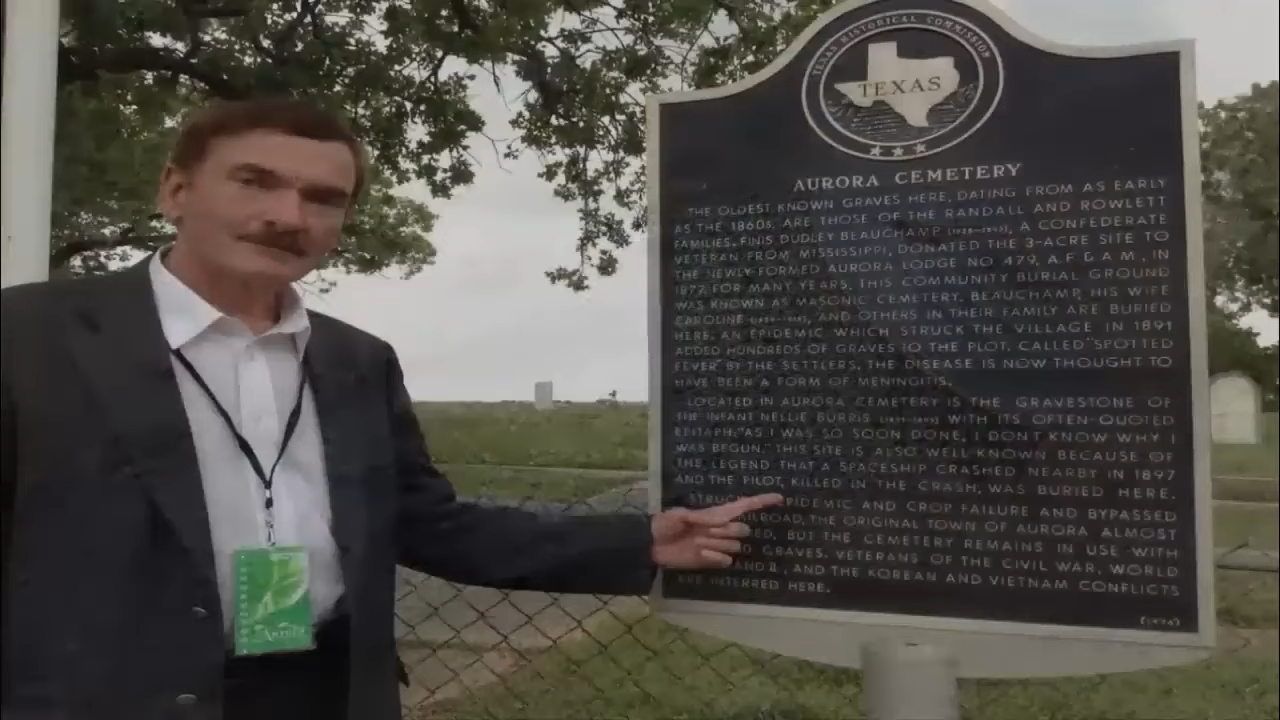 TEXAS HISTORICAL COMMISSION
TEXAS
AURORA CEMETERY
THE OLDEST KNOWN GRAVES HERE, DATING FROM AS EARLY
AS THE 1860S, ARE THOSE OF THE RANDALL AND ROWLETT
FAMILIES. FINIS DUDLEY BEAUCHAMP A CONFEDERATE
VETERAN FROM MISSISSIPPI, DONATED THE 3-ACRE SITE TO
THE NEWLY-FORMED AURORA LODGE NO. 479, A.F. & A.M., IN
1877. FOR MANY YEARS, THIS COMMUNITY BURIAL GROUND
WAS KNOWN AS MASONIC CEMETERY. BEAUCHAMP, HIS WIFE
CAROLINE AND OTHERS IN THEIR FAMILY ARE BURIED
HERE. AN EPIDEMIC WHICH STRUCK THE VILLAGE IN 1891
ADDED HUNDREDS OF GRAVES TO THE PLOT. CALLED "SPOTTED
FEVER" BY THE SETTLERS, THE DISEASE IS NOW THOUGHT TO
HAVE BEEN A FORM OF MENINGITIS.
LOCATED IN AURORA CEMETERY IS THE GRAVESTONE OF
THE INFANT NELLIE BURRIS WITH ITS OFTEN-QUOTED
EPITAPH: "AS I WAS SO SOON DONE, I DON'T KNOW WHY I
WAS BEGUN." THIS SITE IS ALSO WELL-KNOWN BECAUSE OF
THE LEGEND THAT A SPACESHIP CRASHED NEARBY IN 1897
AND THE PILOT, KILLED IN THE CRASH, WAS BURIED HERE.
STRUCK EPIDEMIC AND CROP FAILURE AND BYPASSED
RAILROAD, THE ORIGINAL TOWN OF AURORA ALMOST
BUT THE CEMETERY REMAINS IN USE WITH
GRAVES. VETERANS OF THE CIVIL WAR, WORLD
AND II, AND THE KOREAN AND VIETNAM CONFLICTS
ARE INTERRED HERE.
(1976)
Aurora